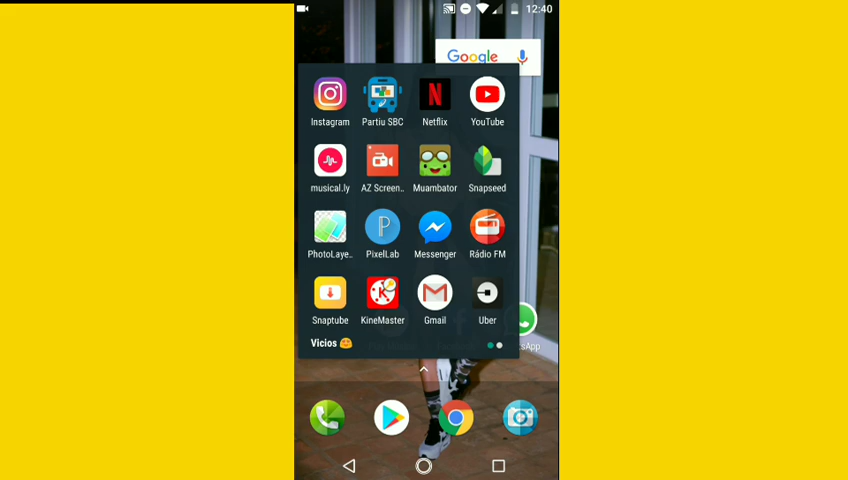 12:40
Google
Instagram Partiu SBC Netflix YouTube
musical.ly AZ Screen.. Muambator Snapseed
PhotoLaye.. PixelLab Messenger Rádio FM
Snaptube KineMaster Gmail Uber
Vicios 😊
sApp